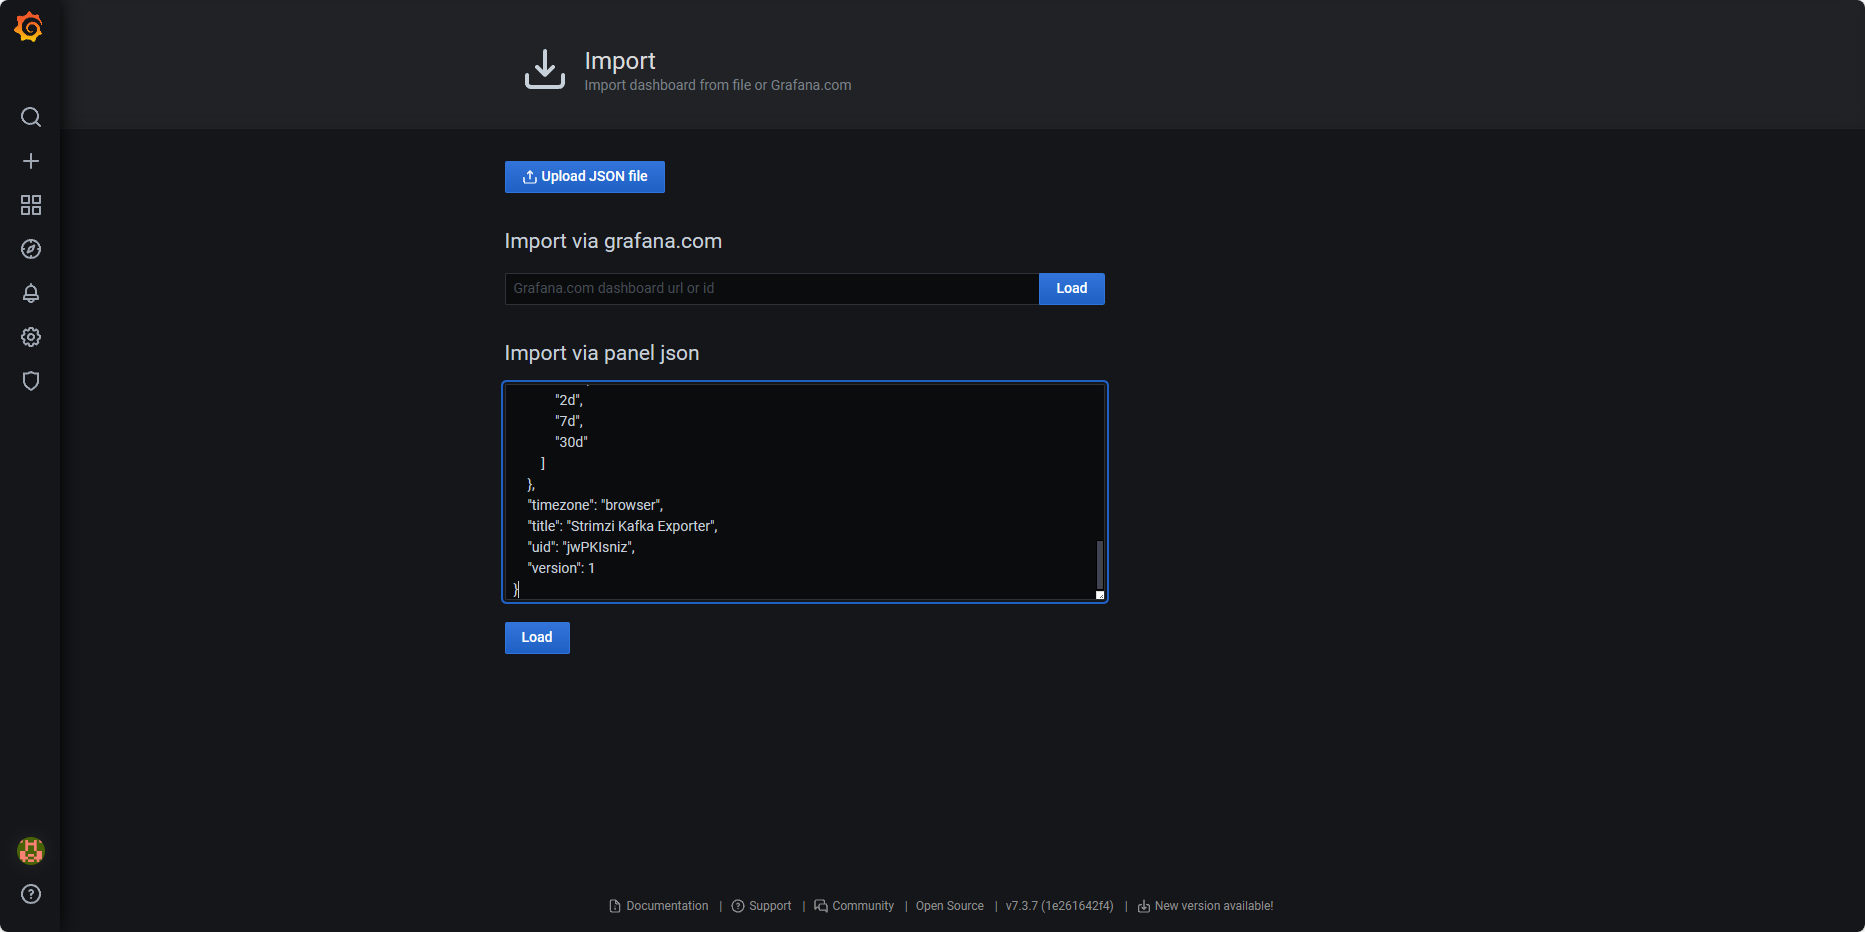 Import
Import dashboard from file or Grafana.com
Upload JSON file
Import via grafana.com
Grafana.com dashboard url or id
Load
Import via panel json
"2d",
"7d",
"30d"
]
},
"timezone": "browser",
"title": "Strimzi Kafka Exporter",
"uid": "jwPKIsniz",
"version": 1
}
Load
Documentation | Support | Community | Open Source | v7.3.7 (1e261642f4) | New version available!